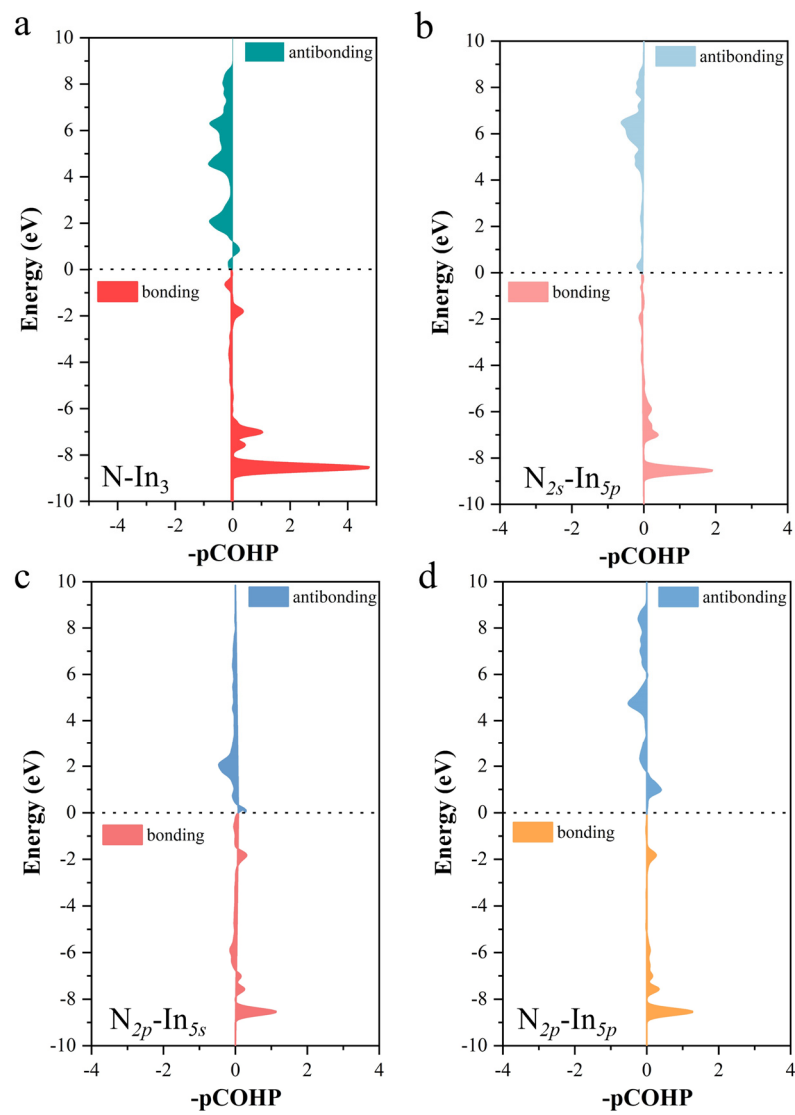 a
10
8
6
4
2
0
-2
-4
-6
-8
-10
Energy (eV)
antibonding
bonding
N-In3
-4 -2 0 2 4
-pCOHP
b
10
8
6
4
2
0
-2
-4
-6
-8
-10
Energy (eV)
antibonding
bonding
N2s-In5p
-4 -2 0 2 4
-pCOHP
c
10
8
6
4
2
0
-2
-4
-6
-8
-10
Energy (eV)
antibonding
bonding
N2p-In5s
-4 -2 0 2 4
-pCOHP
d
10
8
6
4
2
0
-2
-4
-6
-8
-10
Energy (eV)
antibonding
bonding
N2p-In5p
-4 -2 0 2 4
-pCOHP